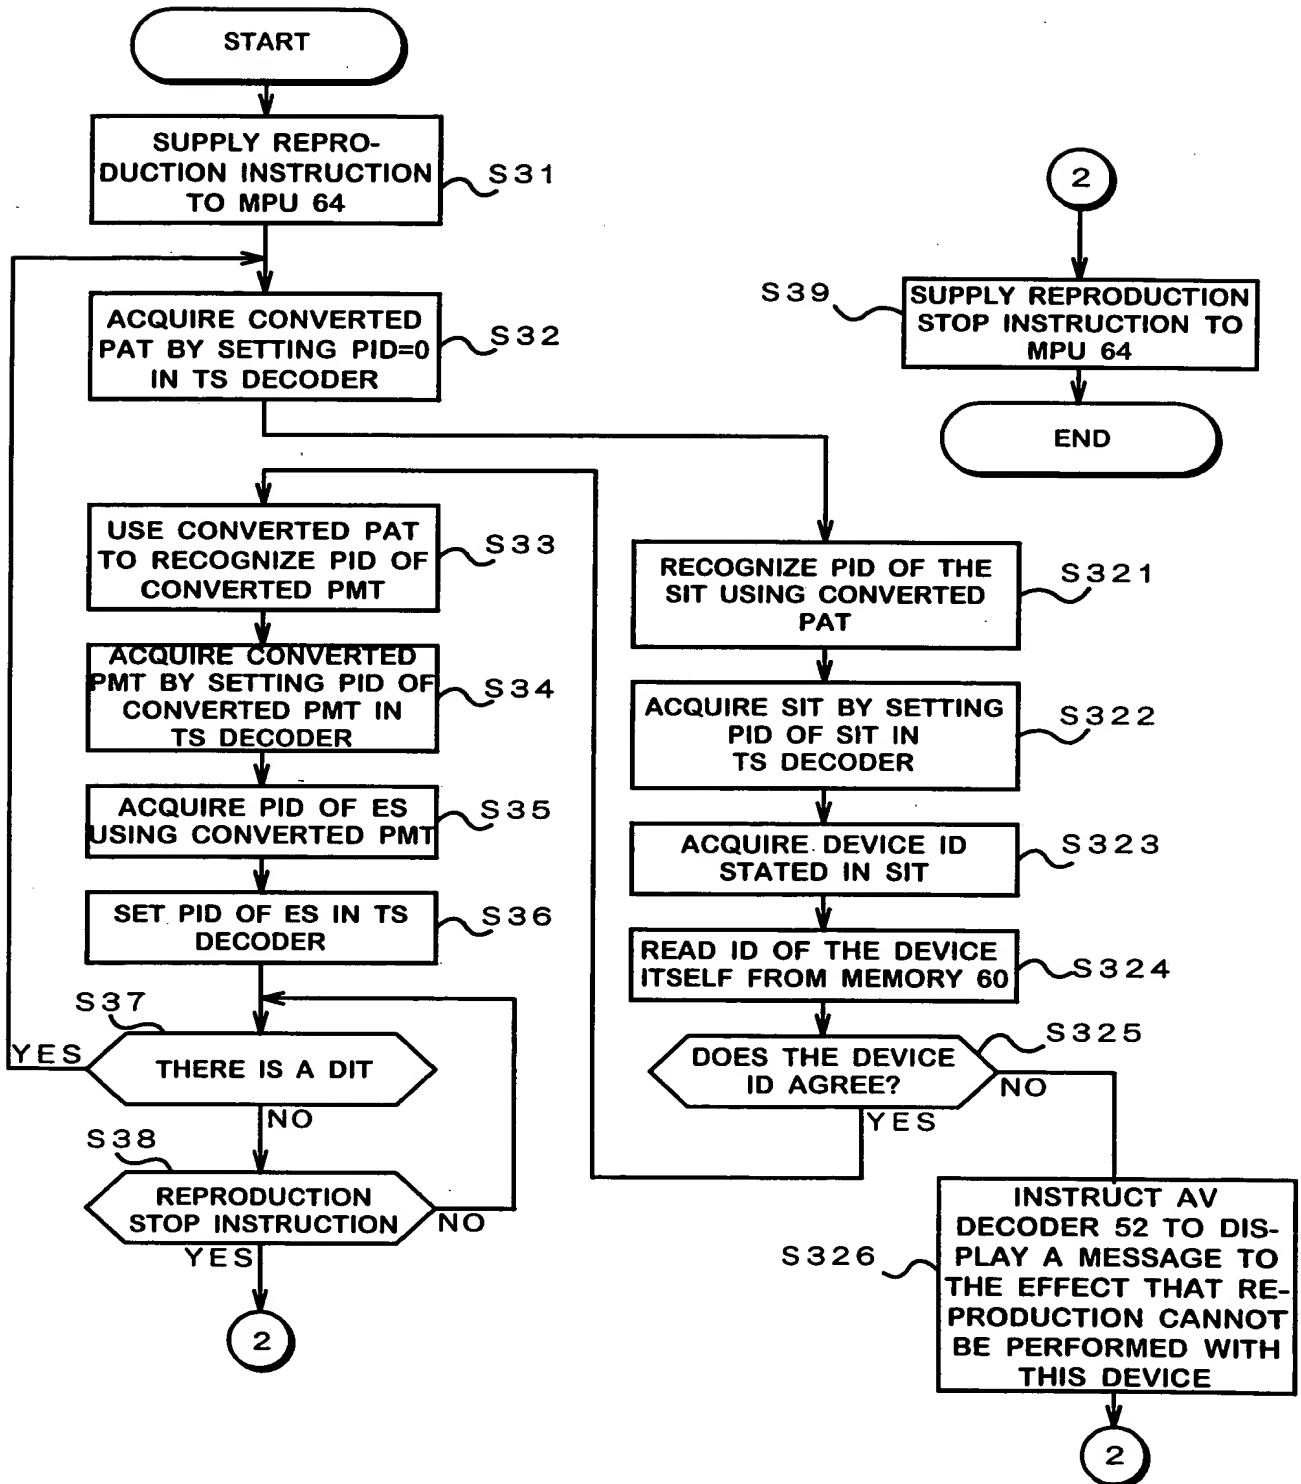 START
SUPPLY REPRO-
DUCTION INSTRUCTION
TO MPU 64
S31
ACQUIRE CONVERTED
PAT BY SETTING PID=0
IN TS DECODER
S32
USE CONVERTED PAT
TO RECOGNIZE PID OF
CONVERTED PMT
S33
ACQUIRE CONVERTED
PMT BY SETTING PID OF
CONVERTED PMT IN
TS DECODER
S34
ACQUIRE PID OF ES
USING CONVERTED PMT
S35
SET PID OF ES IN TS
DECODER
S36
S37
YES
THERE IS A DIT
NO
S38
REPRODUCTION
STOP INSTRUCTION
NO
YES
2
2
S39
SUPPLY REPRODUCTION
STOP INSTRUCTION TO
MPU 64
END
RECOGNIZE PID OF THE
SIT USING CONVERTED
PAT
S321
ACQUIRE SIT BY SETTING
PID OF SIT IN
TS DECODER
S322
ACQUIRE DEVICE ID
STATED IN SIT
S323
READ ID OF THE DEVICE
ITSELF FROM MEMORY 60
S324
S325
DOES THE DEVICE
ID AGREE?
NO
YES
S326
INSTRUCT AV
DECODER 52 TO DIS-
PLAY A MESSAGE TO
THE EFFECT THAT RE-
PRODUCTION CANNOT
BE PERFORMED WITH
THIS DEVICE
2